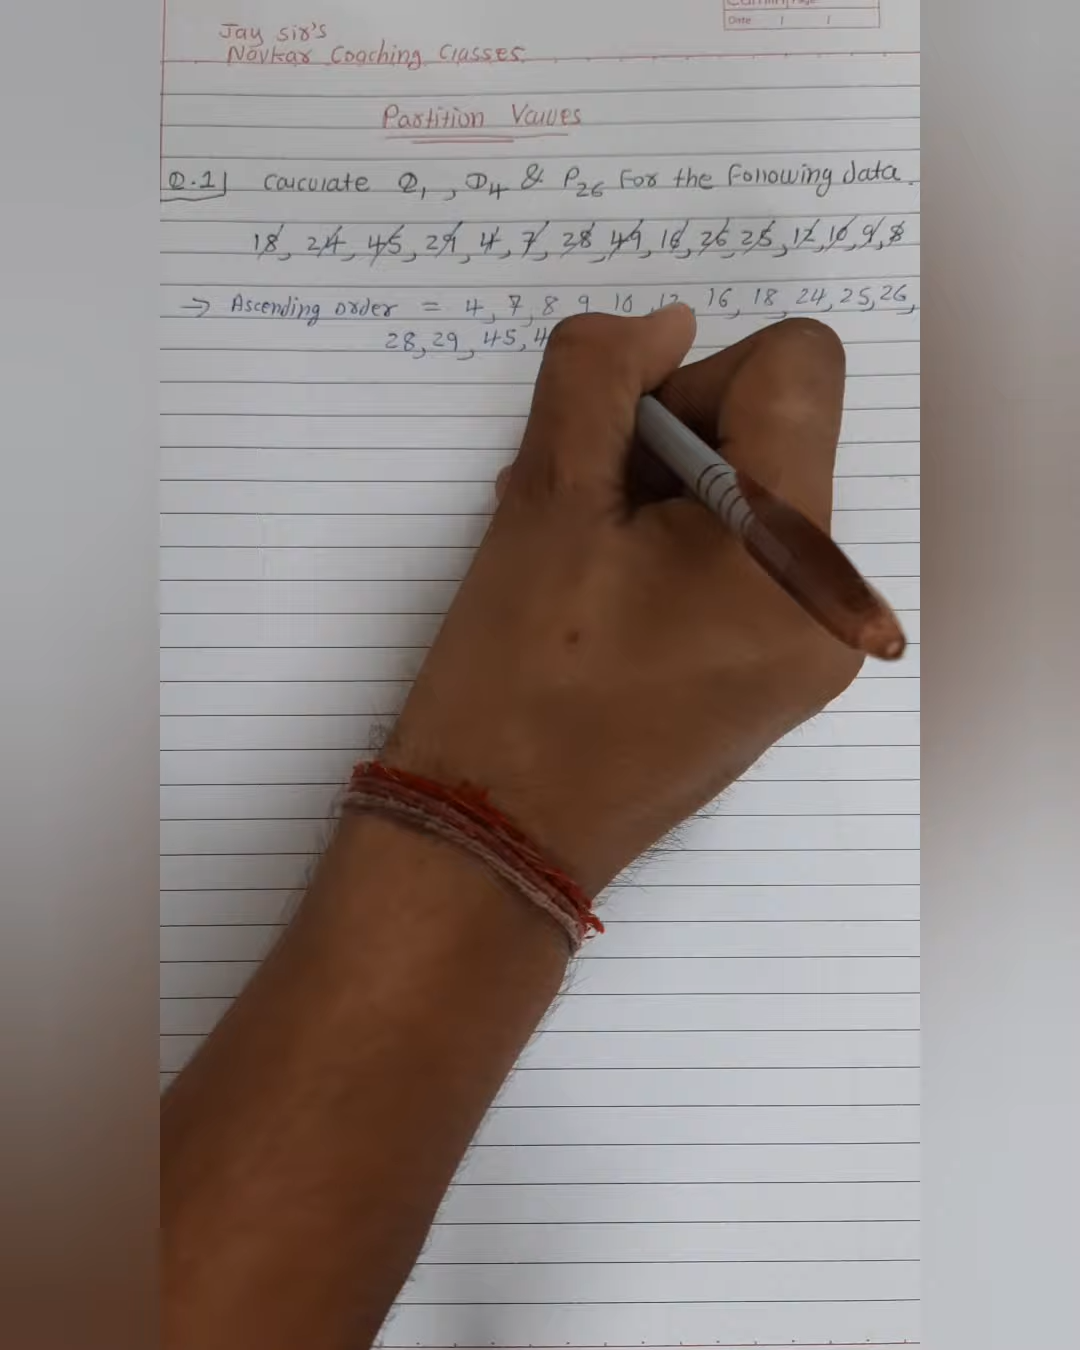 Jay Sir's
Navkar Coaching Classes.
Date / /
Partition Values
Q.1] Calculate Q1, D4 & P26 For the Following data.
18, 24, 45, 29, 4, 7, 28, 49, 16, 26 25, 12, 10, 9, 8
→ Ascending order = 4, 7, 8 9 10, 12, 16, 18, 24, 25, 26,
28, 29, 45, 4